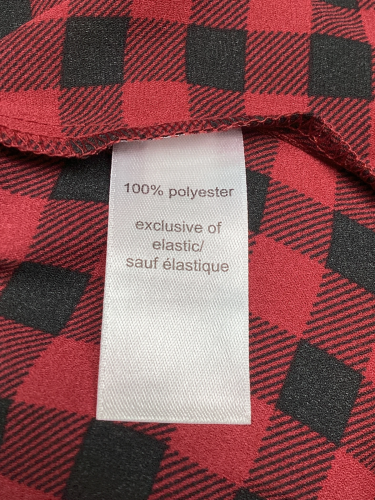 100% polyester
exclusive of
elastic/
sauf élastique